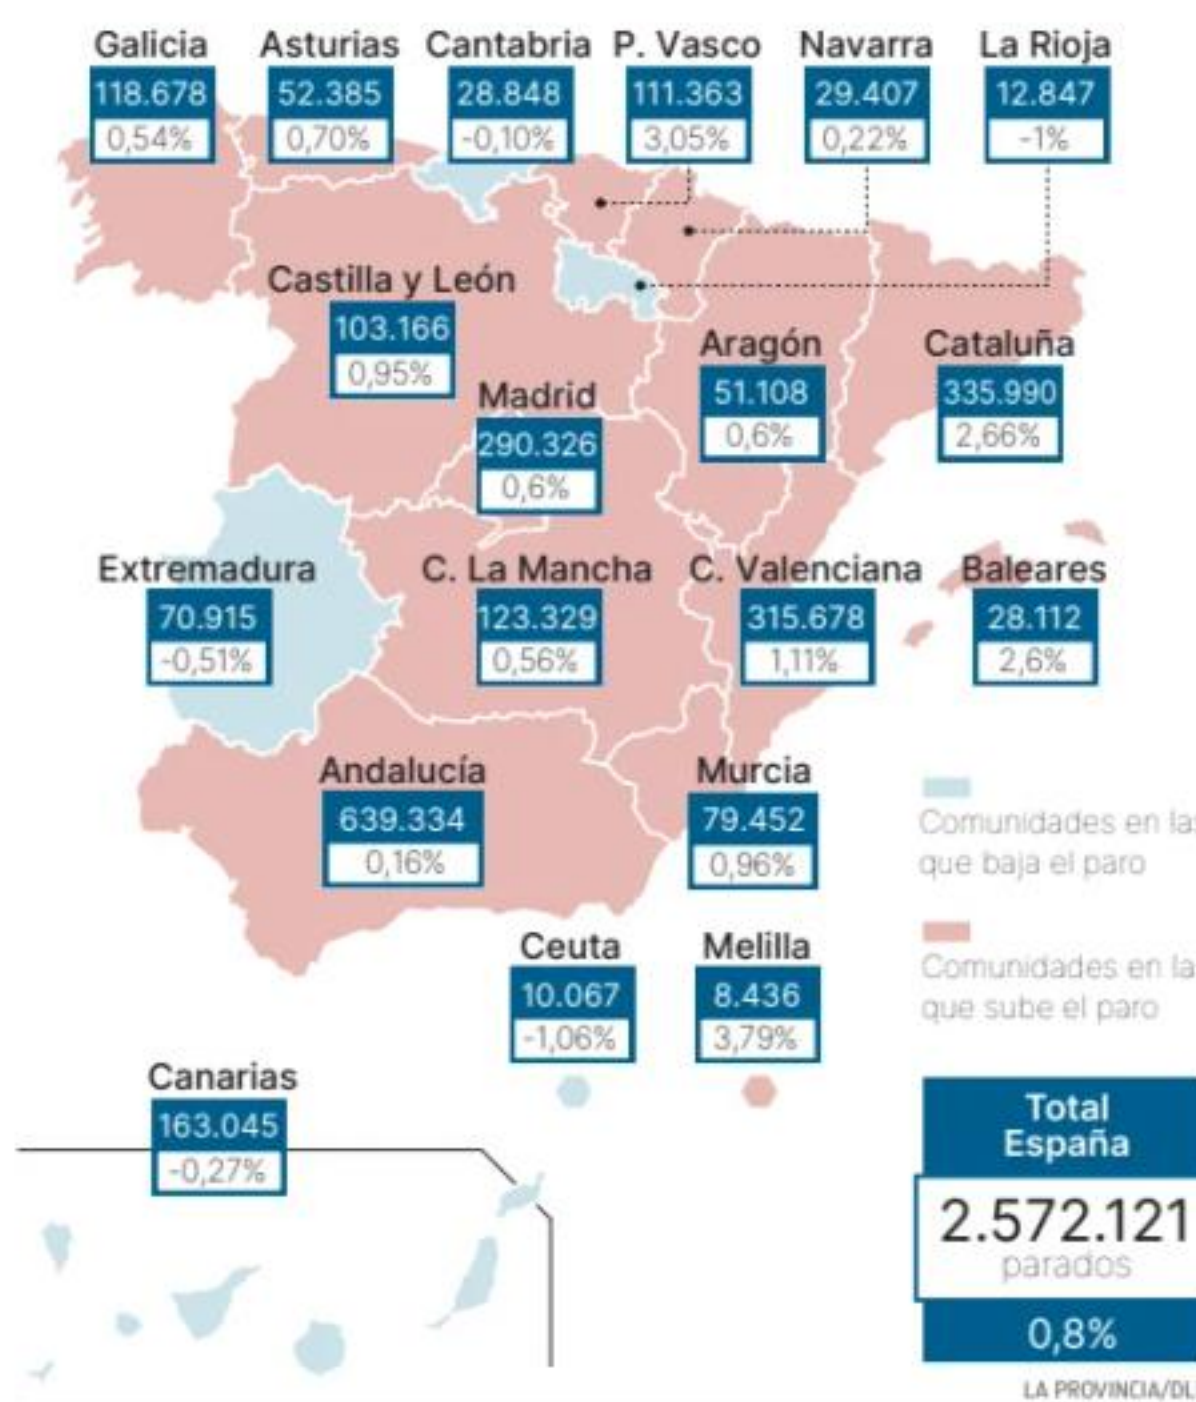 Galicia
118.678
0,54%
Asturias
52.385
0,70%
Cantabria
28.848
-0,10%
P. Vasco
111.363
3,05%
Navarra
29.407
0,22%
La Rioja
12.847
-1%
Castilla y León
103.166
0,95%
Madrid
290.326
0,6%
Aragón
51.108
0,6%
Cataluña
335.990
2,66%
Extremadura
70.915
-0,51%
C. La Mancha
123.329
0,56%
C. Valenciana
315.678
1,11%
Baleares
28.112
2,6%
Andalucía
639.334
0,16%
Murcia
79.452
0,96%
Comunidades en las
que baja el paro
Comunidades en la
que sube el paro
Ceuta
10.067
-1,06%
Melilla
8.436
3,79%
Canarias
163.045
-0,27%
Total
España
2.572.121
parados
0,8%
LA PROVINCIA/DL